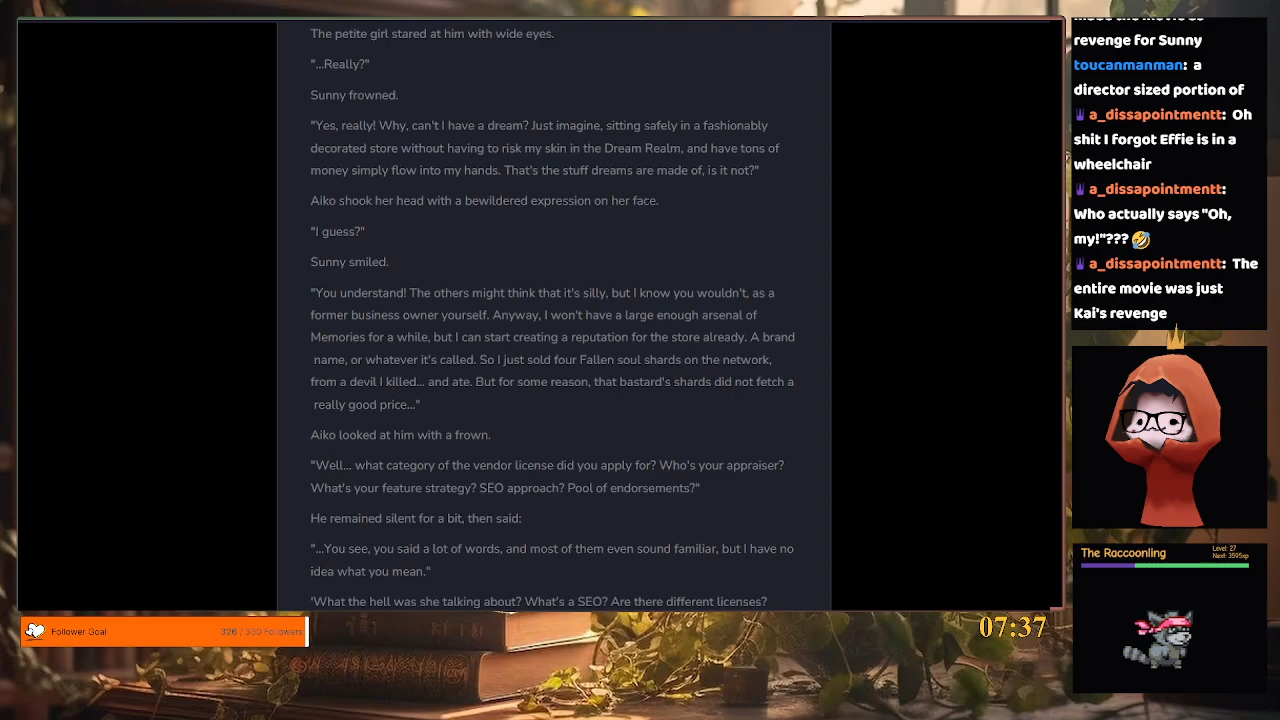 The petite girl stared at him with wide eyes.
"...Really?"
Sunny frowned.
"Yes, really! Why, can't I have a dream? Just imagine, sitting safely in a fashionably
decorated store without having to risk my skin in the Dream Realm, and have tons of
money simply flow into my hands. That's the stuff dreams are made of, is it not?"
Aiko shook her head with a bewildered expression on her face.
"I guess?"
Sunny smiled.
"You understand! The others might think that it's silly, but I know you wouldn't, as a
former business owner yourself. Anyway, I won't have a large enough arsenal of
Memories for a while, but I can start creating a reputation for the store already. A brand
name, or whatever it's called. So I just sold four Fallen soul shards on the network,
from a devil I killed... and ate. But for some reason, that bastard's shards did not fetch a
really good price..."
Aiko looked at him with a frown.
"Well... what category of the vendor license did you apply for? Who's your appraiser?
What's your feature strategy? SEO approach? Pool of endorsements?"
He remained silent for a bit, then said:
"...You see, you said a lot of words, and most of them even sound familiar, but I have no
idea what you mean."
'What the hell was she talking about? What's a SEO? Are there different licenses?
revenge for Sunny
toucanmanman: a
director sized portion of
a_dissapointmentt: Oh
shit I forgot Effie is in a
wheelchair
a_dissapointmentt:
Who actually says "Oh,
my!"??? 🤣
a_dissapointmentt: The
entire movie was just
Kai's revenge
The Raccoonling
Level: 27
Next: 3595xp
Follower Goal
326 / 330 Followers
07:37